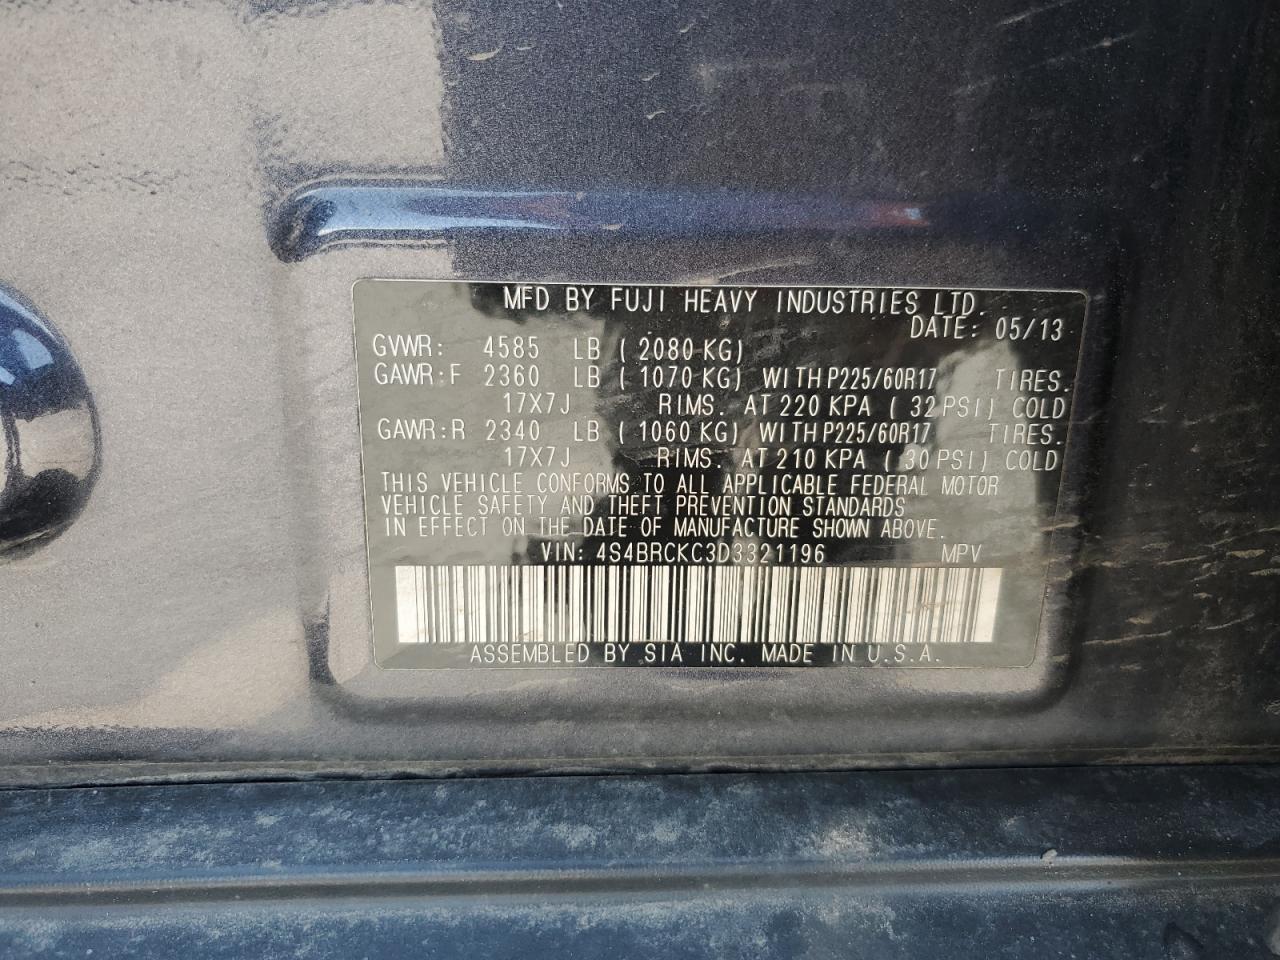 MFD BY FUJI HEAVY INDUSTRIES LTD.
DATE: 05/13
GVWR: 4585 LB ( 2080 KG)
GAWR:F 2360 LB ( 1070 KG) WITH P225/60R17 TIRES.
17X7J RIMS. AT 220 KPA ( 32 PSI) COLD
GAWR:R 2340 LB ( 1060 KG) WITH P225/60R17 TIRES.
17X7J RIMS. AT 210 KPA ( 30 PSI) COLD
THIS VEHICLE CONFORMS TO ALL APPLICABLE FEDERAL MOTOR
VEHICLE SAFETY AND THEFT PREVENTION STANDARDS
IN EFFECT ON THE DATE OF MANUFACTURE SHOWN ABOVE.
VIN: 4S4BRCKC3D3321196 MPV
ASSEMBLED BY SIA INC. MADE IN U.S.A.